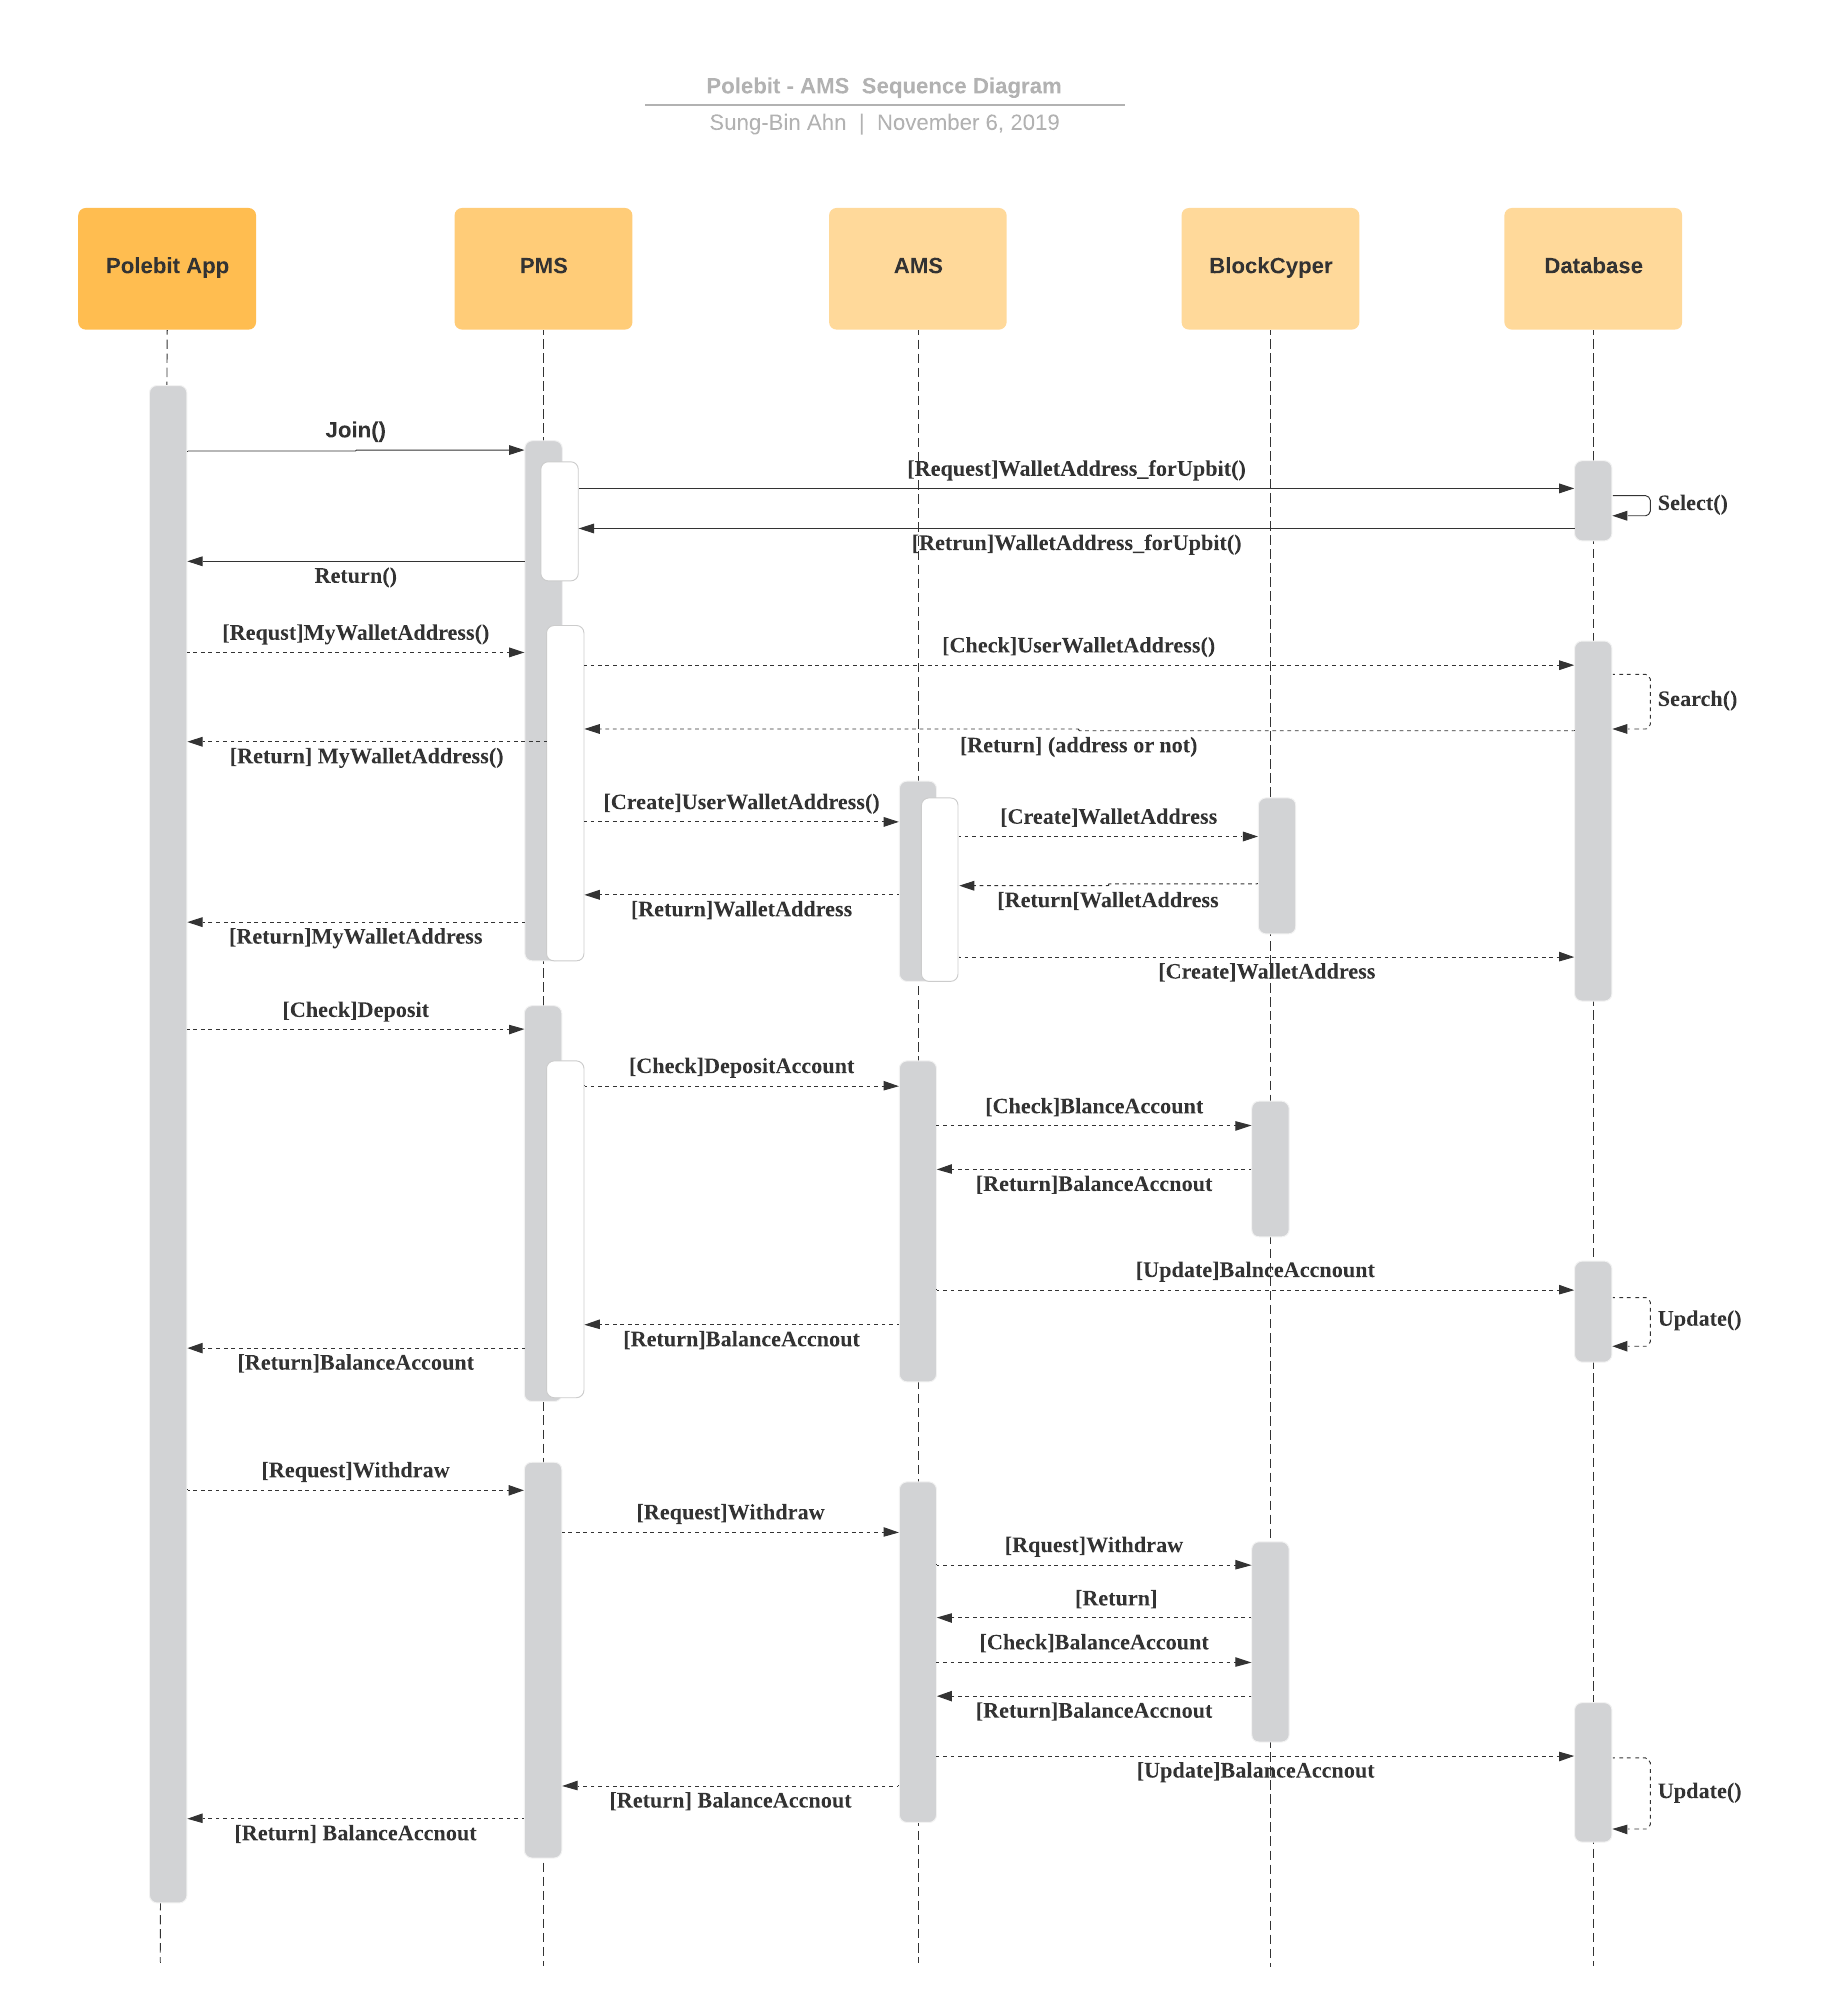 Polebit - AMS  Sequence Diagram
Sung-Bin Ahn  |  November 6, 2019
Polebit App
PMS
AMS
BlockCyper
Database
Join()
[Request]WalletAddress_forUpbit()
Select()
[Retrun]WalletAddress_forUpbit()
Return()
[Requst]MyWalletAddress()
[Check]UserWalletAddress()
Search()
[Return] (address or not)
[Return] MyWalletAddress()
[Create]UserWalletAddress()
[Create]WalletAddress
[Return[WalletAddress
[Return]WalletAddress
[Return]MyWalletAddress
[Create]WalletAddress
[Check]Deposit
[Check]DepositAccount
[Check]BlanceAccount
[Return]BalanceAccnout
[Update]BalnceAccnount
Update()
[Return]BalanceAccnout
[Return]BalanceAccount
[Request]Withdraw
[Request]Withdraw
[Rquest]Withdraw
[Return]
[Check]BalanceAccount
[Return]BalanceAccnout
[Update]BalanceAccnout
Update()
[Return] BalanceAccnout
[Return] BalanceAccnout